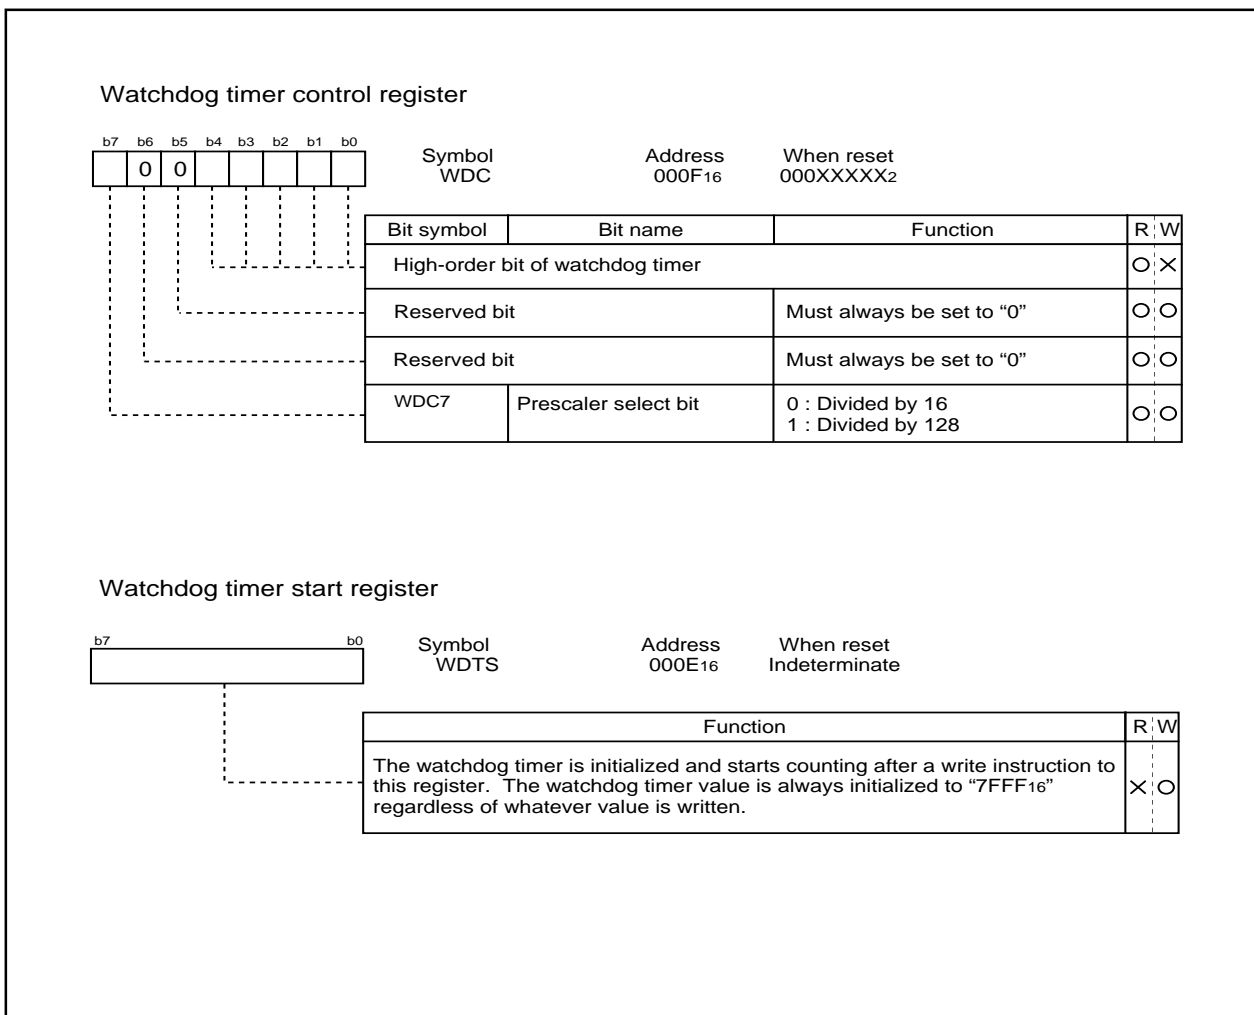 Watchdog timer control register
b7 b6 b5 b4 b3 b2 b1 b0
0 0
Symbol Address When reset
WDC 000F16 000XXXXX2
Bit symbol Bit name Function R W
High-order bit of watchdog timer O X
Reserved bit Must always be set to “0” O O
Reserved bit Must always be set to “0” O O
WDC7 Prescaler select bit 0 : Divided by 16
1 : Divided by 128 O O
Watchdog timer start register
b7 b0
Symbol Address When reset
WDTS 000E16 Indeterminate
Function R W
The watchdog timer is initialized and starts counting after a write instruction to
this register. The watchdog timer value is always initialized to “7FFF16” X O
regardless of whatever value is written.